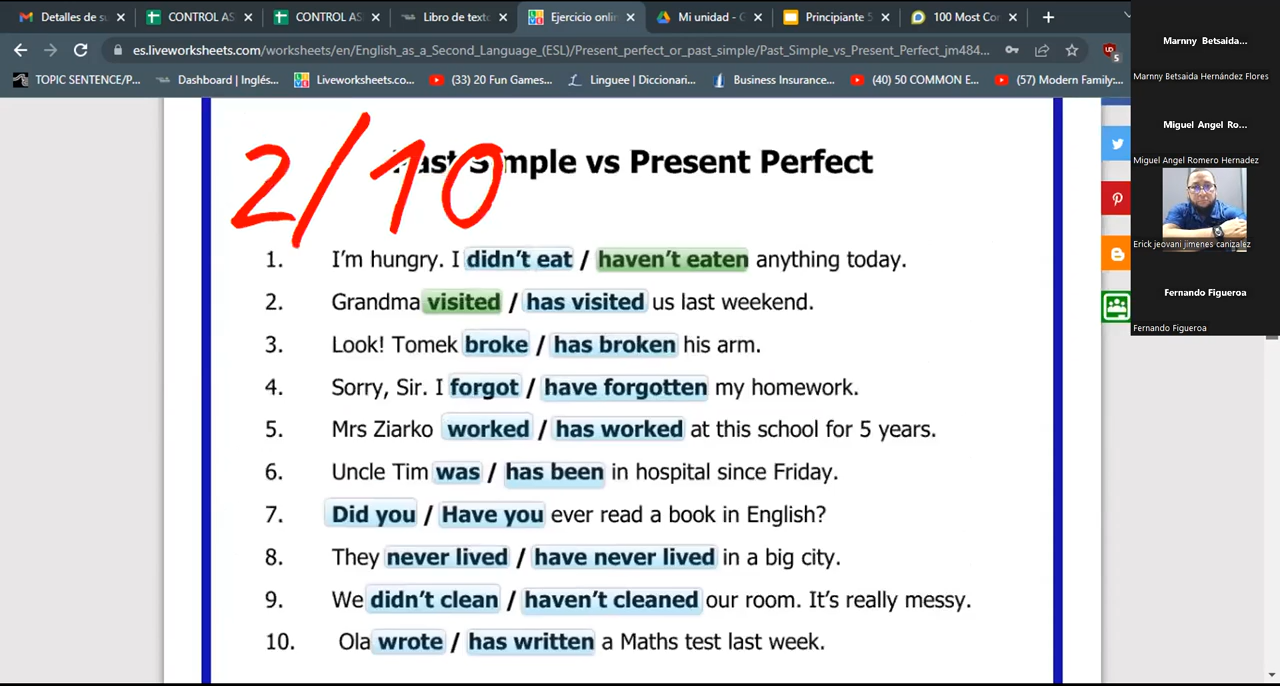 Detalles de su
CONTROL AS
CONTROL AS
Libro de texto
Ejercicio onlin
Mi unidad - G
Principiante 5
100 Most Co
es.liveworksheets.com/worksheets/en/English_as_a_Second_Language_(ESL)/Present_perfect_or_past_simple/Past_Simple_vs_Present_Perfect_jm484...
5
TOPIC SENTENCE/P...
Dashboard | Inglés...
Liveworksheets.co...
(33) 20 Fun Games...
Linguee | Diccionari...
Business Insurance...
(40) 50 COMMON E...
(57) Modern Family:...
2/10
Past Simple vs Present Perfect
1. I'm hungry. I didn't eat / haven't eaten anything today.
2. Grandma visited / has visited us last weekend.
3. Look! Tomek broke / has broken his arm.
4. Sorry, Sir. I forgot / have forgotten my homework.
5. Mrs Ziarko worked / has worked at this school for 5 years.
6. Uncle Tim was / has been in hospital since Friday.
7. Did you / Have you ever read a book in English?
8. They never lived / have never lived in a big city.
9. We didn't clean / haven't cleaned our room. It's really messy.
10. Ola wrote / has written a Maths test last week.
Marnny Betsaida...
Marnny Betsaida Hernández Flores
Miguel Angel Ro...
Miguel Angel Romero Hernadez
Erick jeovani jimenes canizalez
Fernando Figueroa
Fernando Figueroa